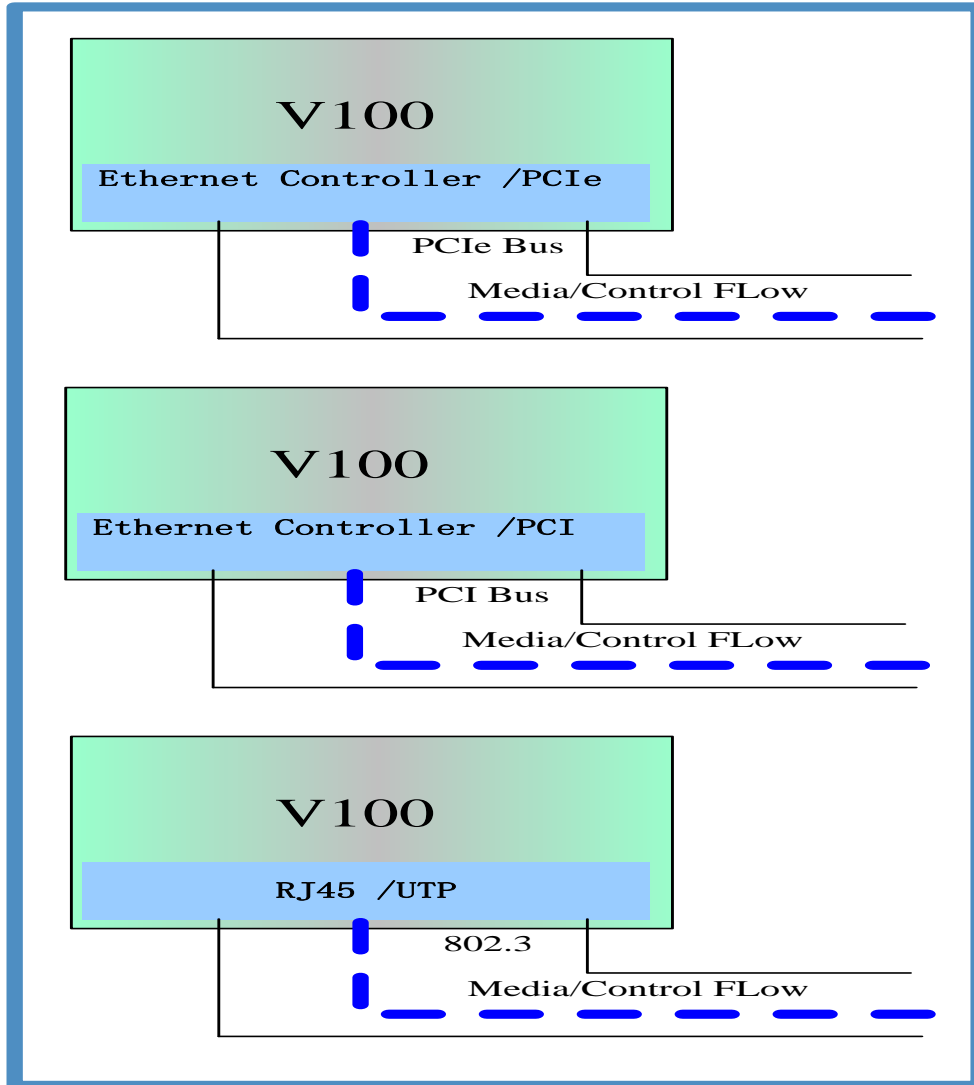 V100
Ethernet Controller /PCIe
PCIe Bus
Media/Control FLow
V100
Ethernet Controller /PCI
PCI Bus
Media/Control FLow
V100
RJ45 /UTP
802.3
Media/Control FLow